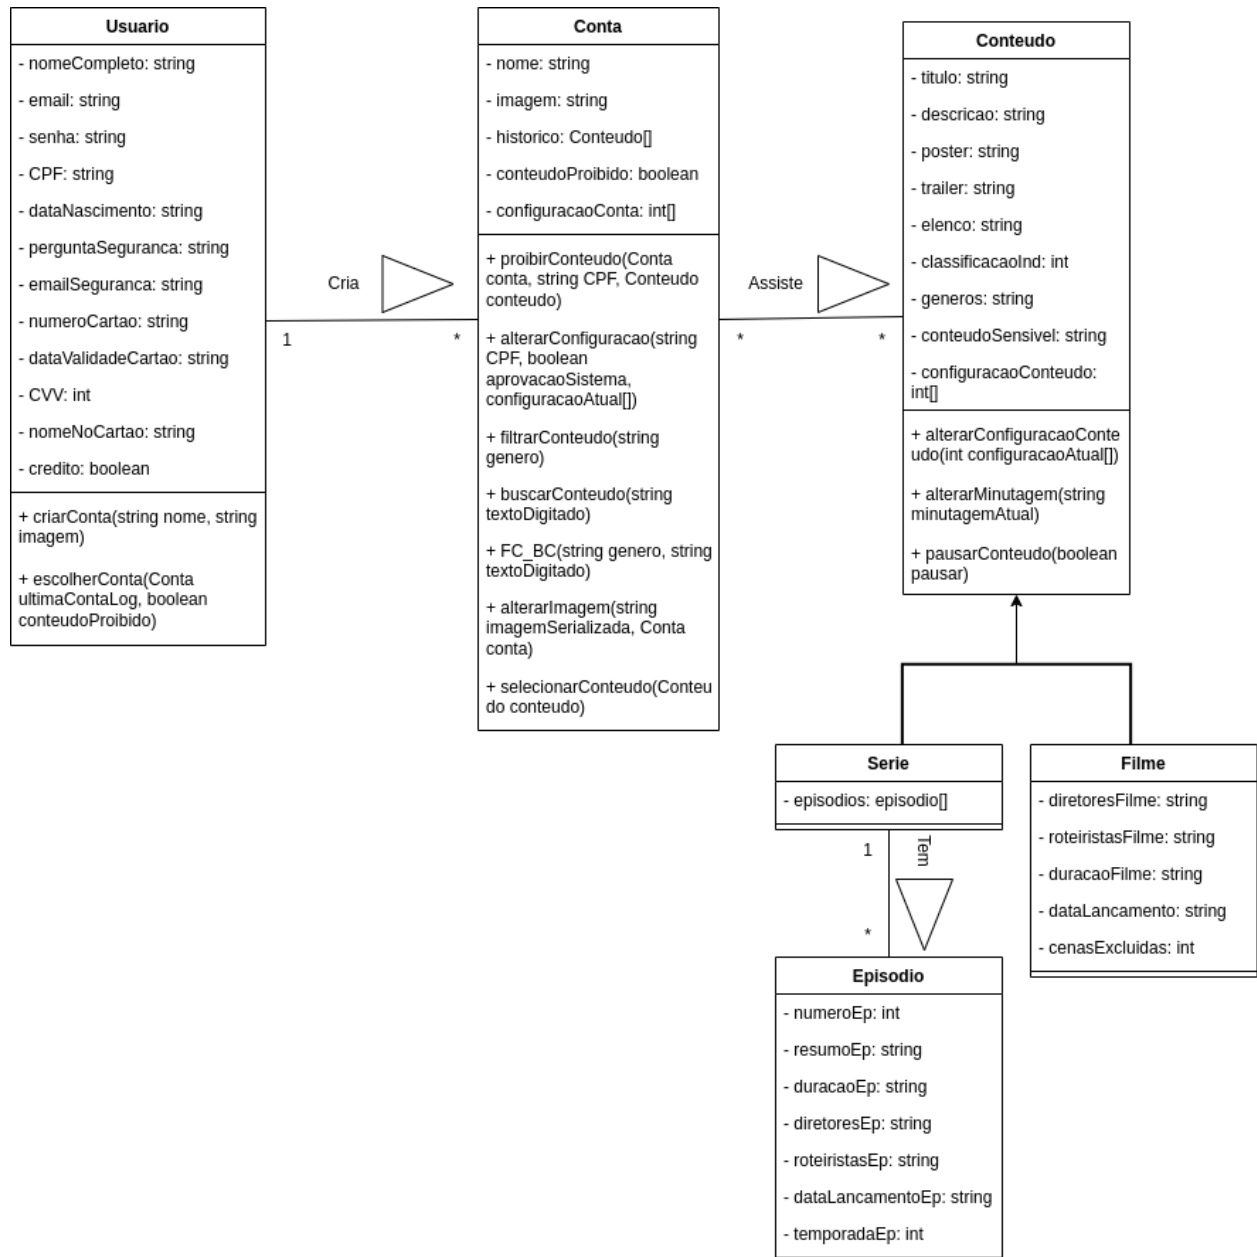 Usuario
- nomeCompleto: string
- email: string
- senha: string
- CPF: string
- dataNascimento: string
- perguntaSeguranca: string
- emailSeguranca: string
- numeroCartao: string
- dataValidadeCartao: string
- CVV: int
- nomeNoCartao: string
- credito: boolean
+ criarConta(string nome, string
imagem)
+ escolherConta(Conta
ultimaContaLog, boolean
conteudoProibido)
Cria
1
*
Conta
- nome: string
- imagem: string
- historico: Conteudo[]
- conteudoProibido: boolean
- configuracaoConta: int[]
+ proibirConteudo(Conta
conta, string CPF, Conteudo
conteudo)
+ alterarConfiguracao(string
CPF, boolean
aprovacaoSistema,
configuracaoAtual[])
+ filtrarConteudo(string
genero)
+ buscarConteudo(string
textoDigitado)
+ FC_BC(string genero, string
textoDigitado)
+ alterarImagem(string
imagemSerializada, Conta
conta)
+ selecionarConteudo(Conteu
do conteudo)
Assiste
*
*
Conteudo
- titulo: string
- descricao: string
- poster: string
- trailer: string
- elenco: string
- classificacaoInd: int
- generos: string
- conteudoSensivel: string
- configuracaoConteudo:
int[]
+ alterarConfiguracaoConte
udo(int configuracaoAtual[])
+ alterarMinutagem(string
minutagemAtual)
+ pausarConteudo(boolean
pausar)
Serie
- episodios: episodio[]
1
Tem
*
Episodio
- numeroEp: int
- resumoEp: string
- duracaoEp: string
- diretoresEp: string
- roteiristasEp: string
- dataLancamentoEp: string
- temporadaEp: int
Filme
- diretoresFilme: string
- roteiristasFilme: string
- duracaoFilme: string
- dataLancamento: string
- cenasExcluidas: int